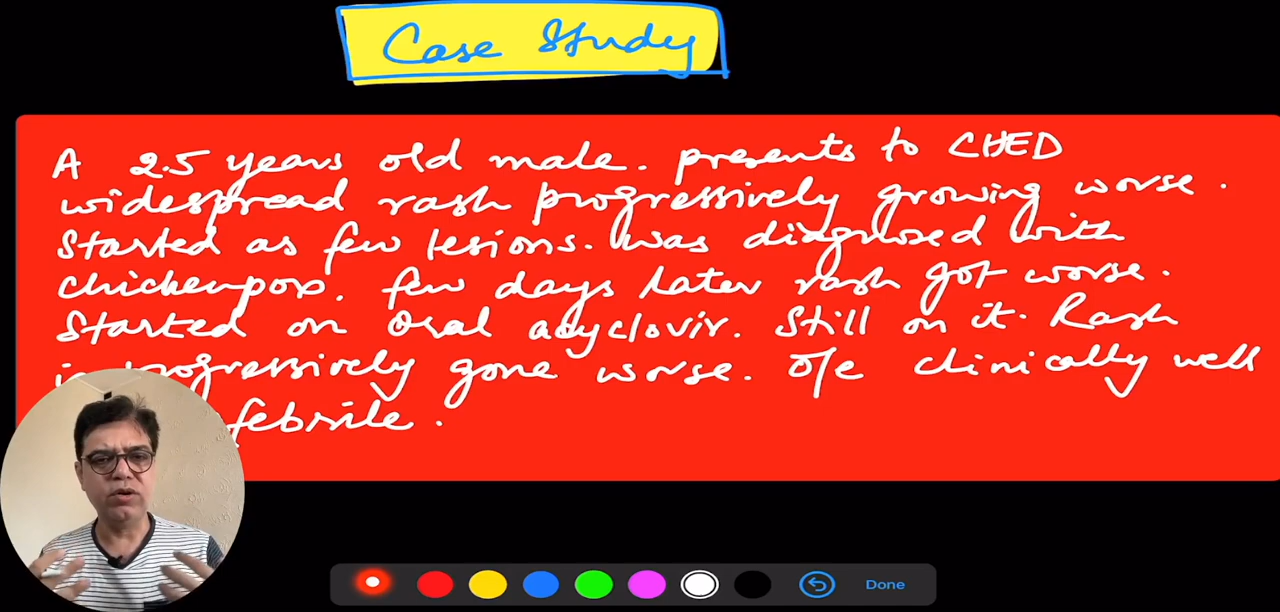 Case Study
A 2.5 years old male. presents to CHED
widespread rash progressively growing worse.
Started as few lesions. Was diagnosed with
chickenpox. few days later rash got worse.
Started on oral acyclovir. Still on it. Rash
progressively gone worse. O/e clinically well
febrile.
Done